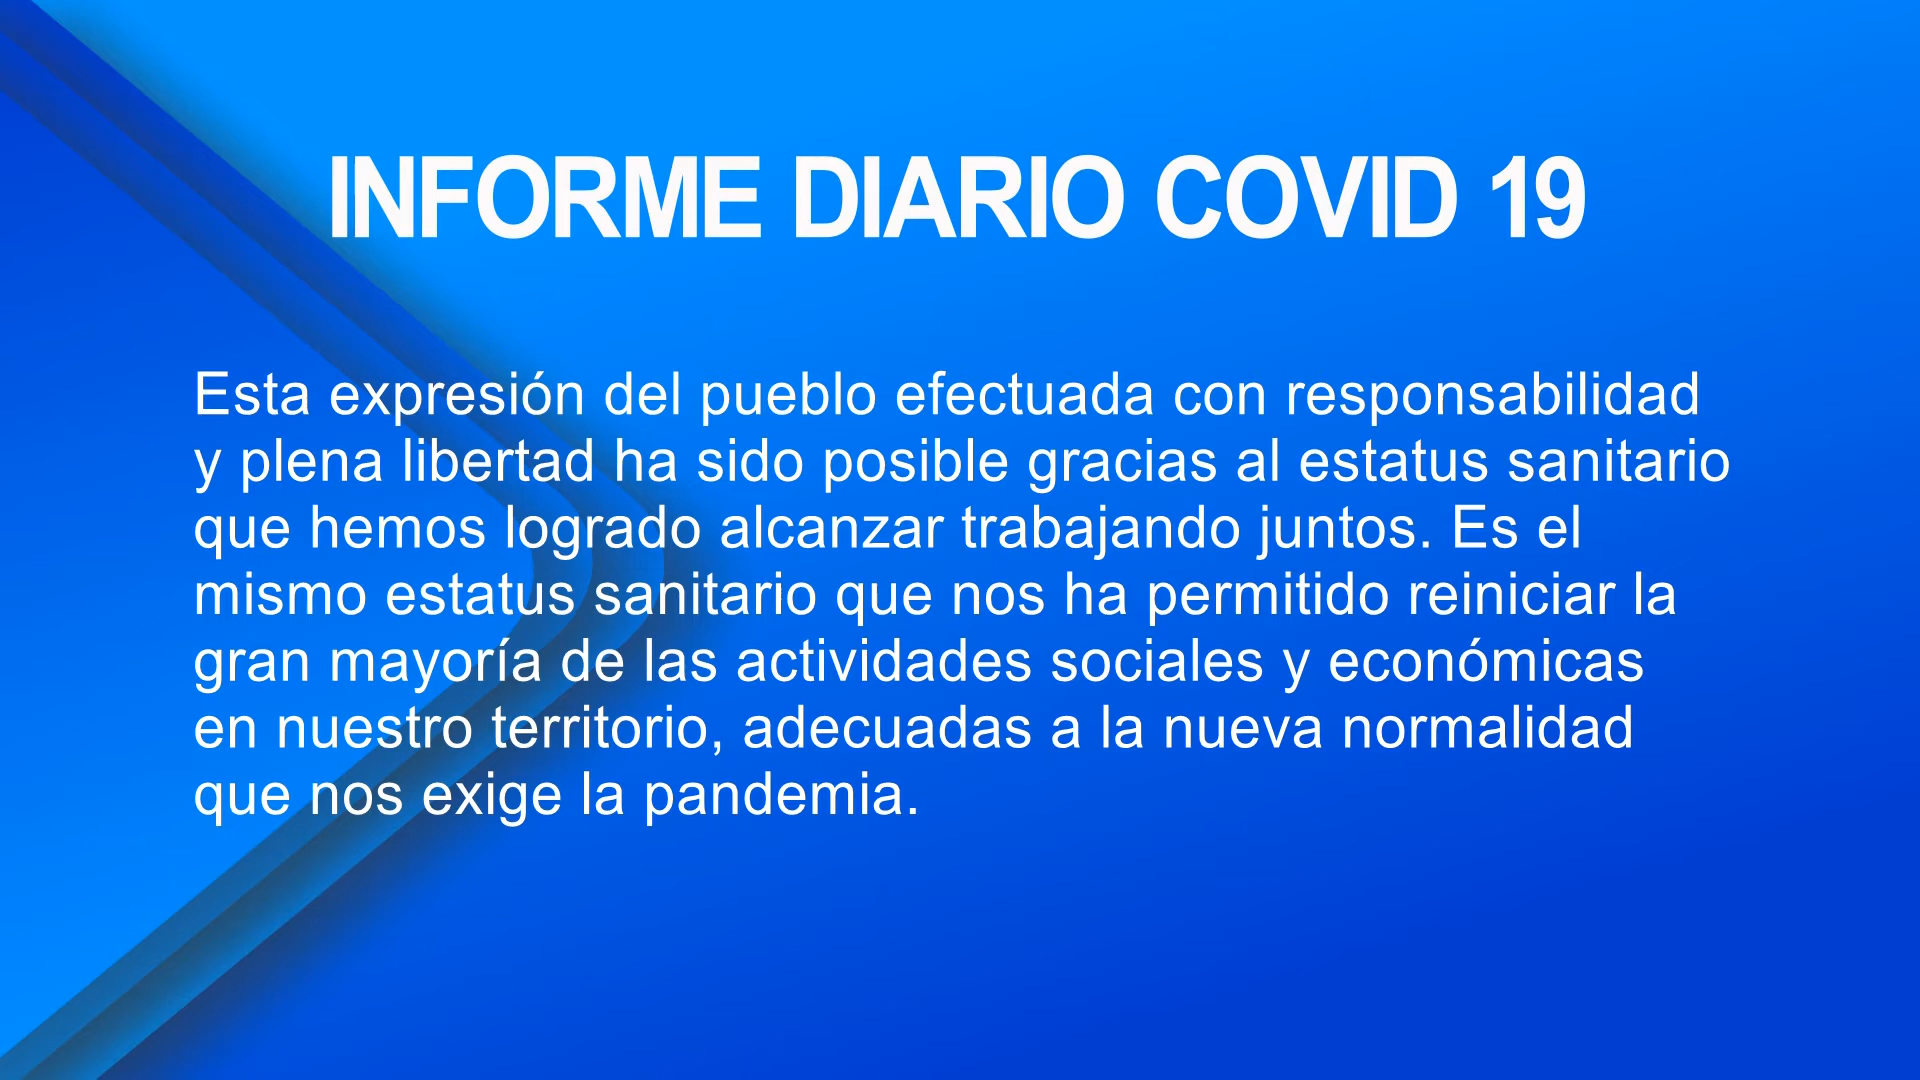 INFORME DIARIO COVID 19
Esta expresión del pueblo efectuada con responsabilidad
y plena libertad ha sido posible gracias al estatus sanitario
que hemos logrado alcanzar trabajando juntos. Es el
mismo estatus sanitario que nos ha permitido reiniciar la
gran mayoría de las actividades sociales y económicas
en nuestro territorio, adecuadas a la nueva normalidad
que nos exige la pandemia.